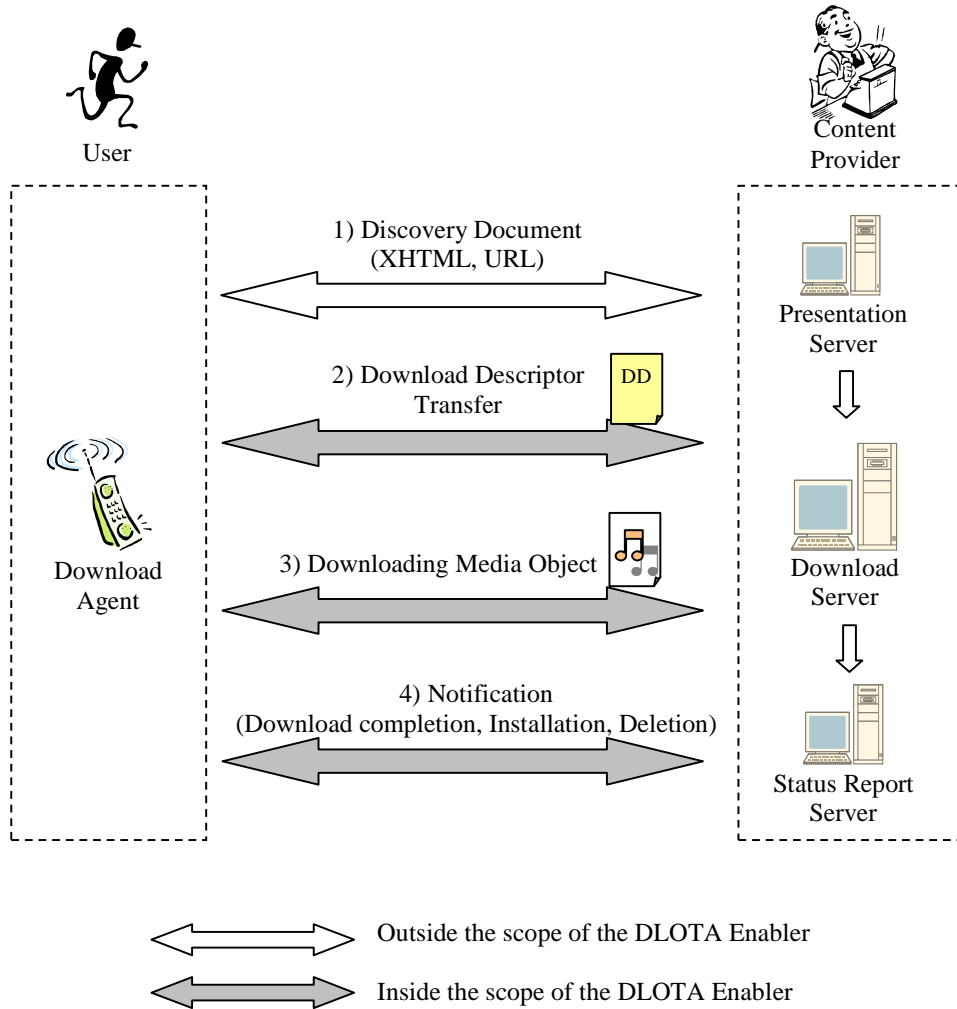 User
Content
Provider
1) Discovery Document
(XHTML, URL)
Presentation
Server
2) Download Descriptor
Transfer
DD
Download
Agent
3) Downloading Media Object
Download
Server
4) Notification
(Download completion, Installation, Deletion)
Status Report
Server
Outside the scope of the DLOTA Enabler
Inside the scope of the DLOTA Enabler